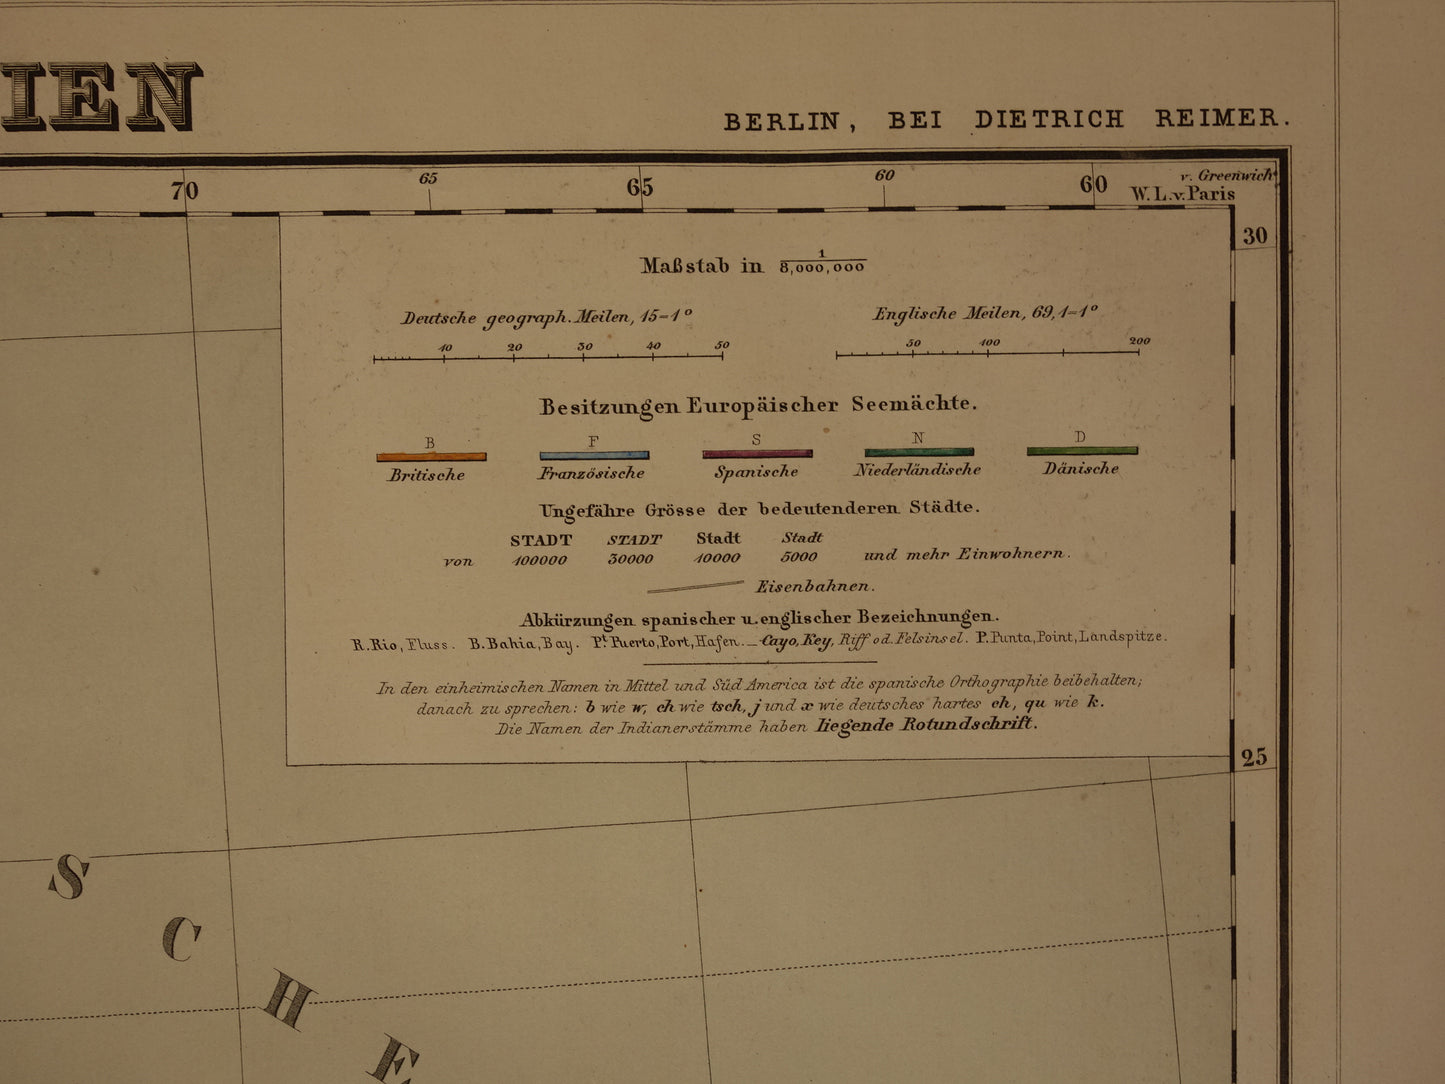 IEN
BERLIN, BEI DIETRICH REIMER.
65 60 v. Greenwich
70 65 60 W.L.v.Paris
30
Maßstab in 1/8,000,000
Deutsche geograph. Meilen, 15=1° Englische Meilen, 69,1=1°
10 20 30 40 50 50 100 200
Besitzungen Europäischer Seemächte.
B F S N D
Britische Französische Spanische Niederländische Dänische
Ungefähre Grösse der bedeutenderen Städte.
STADT STADT Stadt Stadt
von 100000 30000 10000 5000 und mehr Einwohnern.
Eisenbahnen.
Abkürzungen spanischer u. englischer Bezeichnungen.
R. Rio, Fluss. B. Bahia, Bay. Pt. Puerto, Port, Hafen. _ Cayo, Key, Riff od. Felsinsel. P. Punta, Point, Landspitze.
In den einheimischen Namen in Mittel und Süd America ist die spanische Orthographie beibehalten;
danach zu sprechen: b wie w, ch wie tsch, j und x wie deutsches hartes ch, qu wie k.
Die Namen der Indianerstämme haben liegende Rotundschrift.
25
S
C
H
E